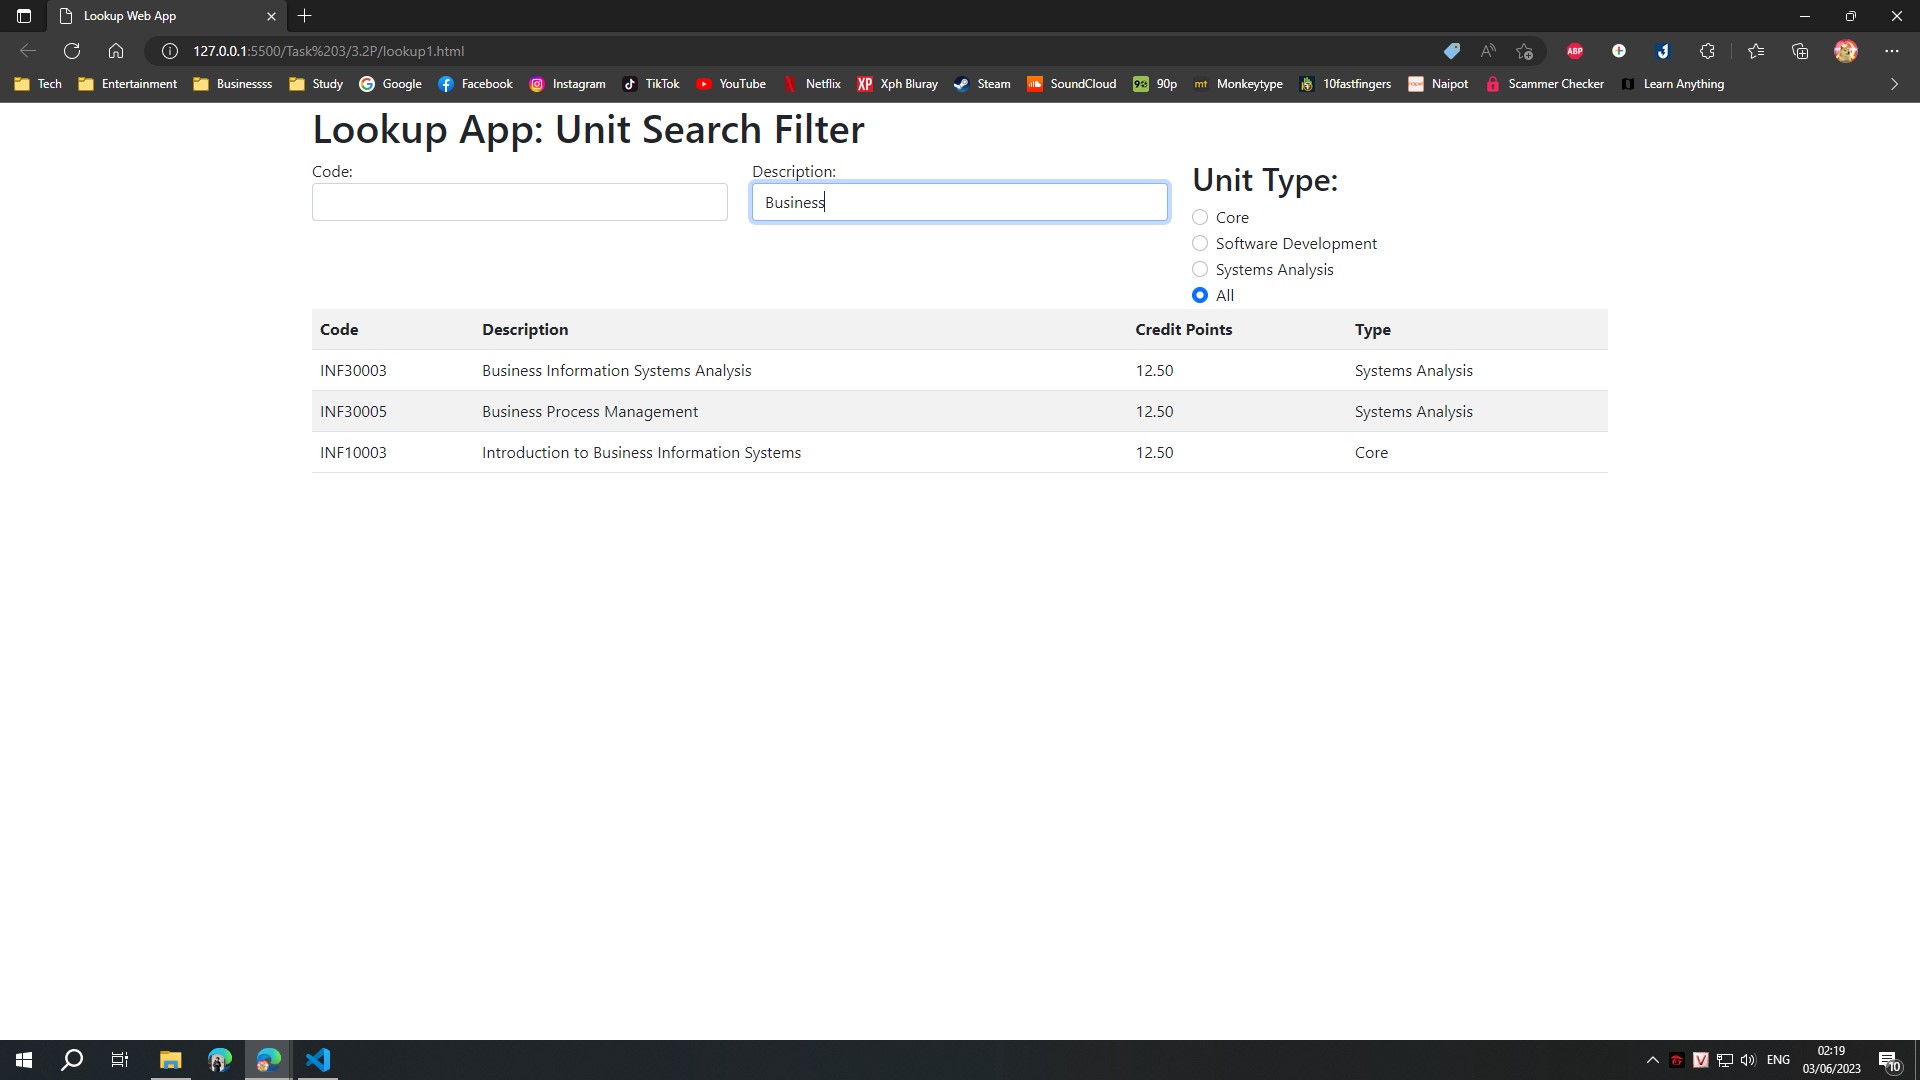 Lookup Web App
127.0.0.1:5500/Task%203/3.2P/lookup1.html
ABP
Tech Entertainment Businessss Study Google Facebook Instagram TikTok YouTube Netflix XP Xph Bluray Steam SoundCloud 90p mt Monkeytype 10fastfingers Naipot Scammer Checker Learn Anything
Lookup App: Unit Search Filter
Code: Description: Unit Type:
Business
Core
Software Development
Systems Analysis
All
Code Description Credit Points Type
INF30003 Business Information Systems Analysis 12.50 Systems Analysis
INF30005 Business Process Management 12.50 Systems Analysis
INF10003 Introduction to Business Information Systems 12.50 Core
V ENG 02:19
03/06/2023 10